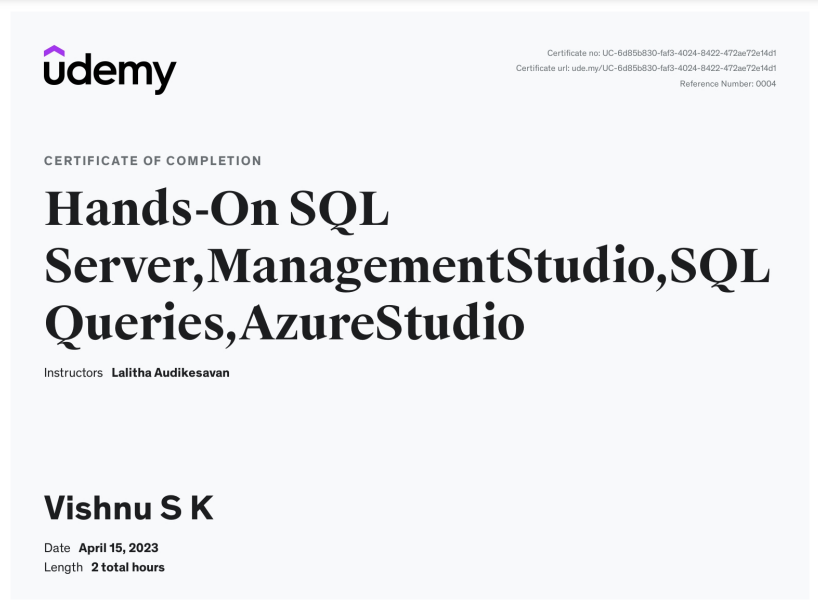 udemy
Certificate no: UC-6d85b830-faf3-4024-8422-472ae72e14d1
Certificate url: ude.my/UC-6d85b830-faf3-4024-8422-472ae72e14d1
Reference Number: 0004
CERTIFICATE OF COMPLETION
Hands-On SQL
Server,ManagementStudio,SQL
Queries,AzureStudio
Instructors Lalitha Audikesavan
Vishnu S K
Date April 15, 2023
Length 2 total hours